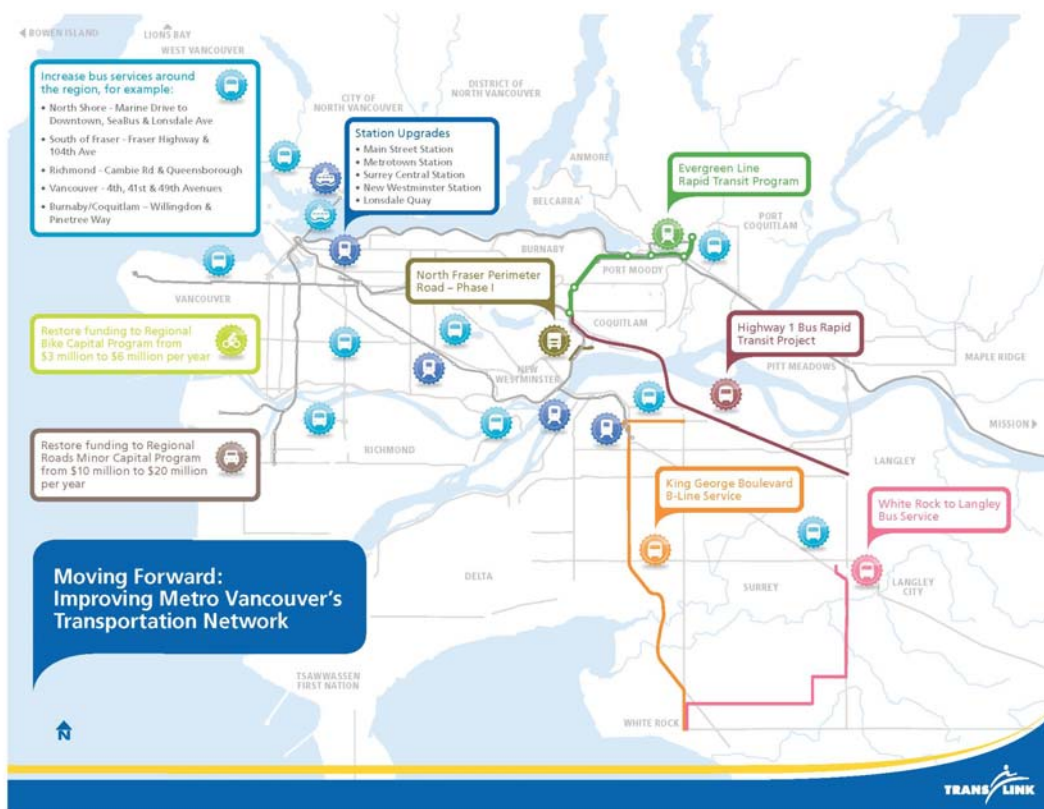 BOWEN ISLAND
LIONS BAY
WEST VANCOUVER
Increase bus services around
the region, for example:
• North Shore - Marine Drive to
Downtown, SeaBus & Lonsdale Ave
• South of Fraser - Fraser Highway &
104th Ave
• Richmond - Cambie Rd & Queensborough
• Vancouver - 4th, 41st & 49th Avenues
• Burnaby/Coquitlam – Willingdon &
Pinetree Way
CITY OF
NORTH VANCOUVER
DISTRICT OF
NORTH VANCOUVER
Station Upgrades
• Main Street Station
• Metrotown Station
• Surrey Central Station
• New Westminster Station
• Lonsdale Quay
ANMORE
BELCARRA
Evergreen Line
Rapid Transit Program
PORT
COQUITLAM
BURNABY
PORT MOODY
North Fraser Perimeter
Road – Phase I
VANCOUVER
COQUITLAM
Restore funding to Regional
Bike Capital Program from
$3 million to $6 million per year
Highway 1 Bus Rapid
Transit Project
MAPLE RIDGE
PITT MEADOWS
NEW
WESTMINSTER
MISSION
Restore funding to Regional
Roads Minor Capital Program
from $10 million to $20 million
per year
RICHMOND
LANGLEY
King George Boulevard
B-Line Service
White Rock to Langley
Bus Service
Moving Forward:
Improving Metro Vancouver's
Transportation Network
DELTA
SURREY
LANGLEY
CITY
TSAWWASSEN
FIRST NATION
WHITE ROCK
N
TRANS LINK